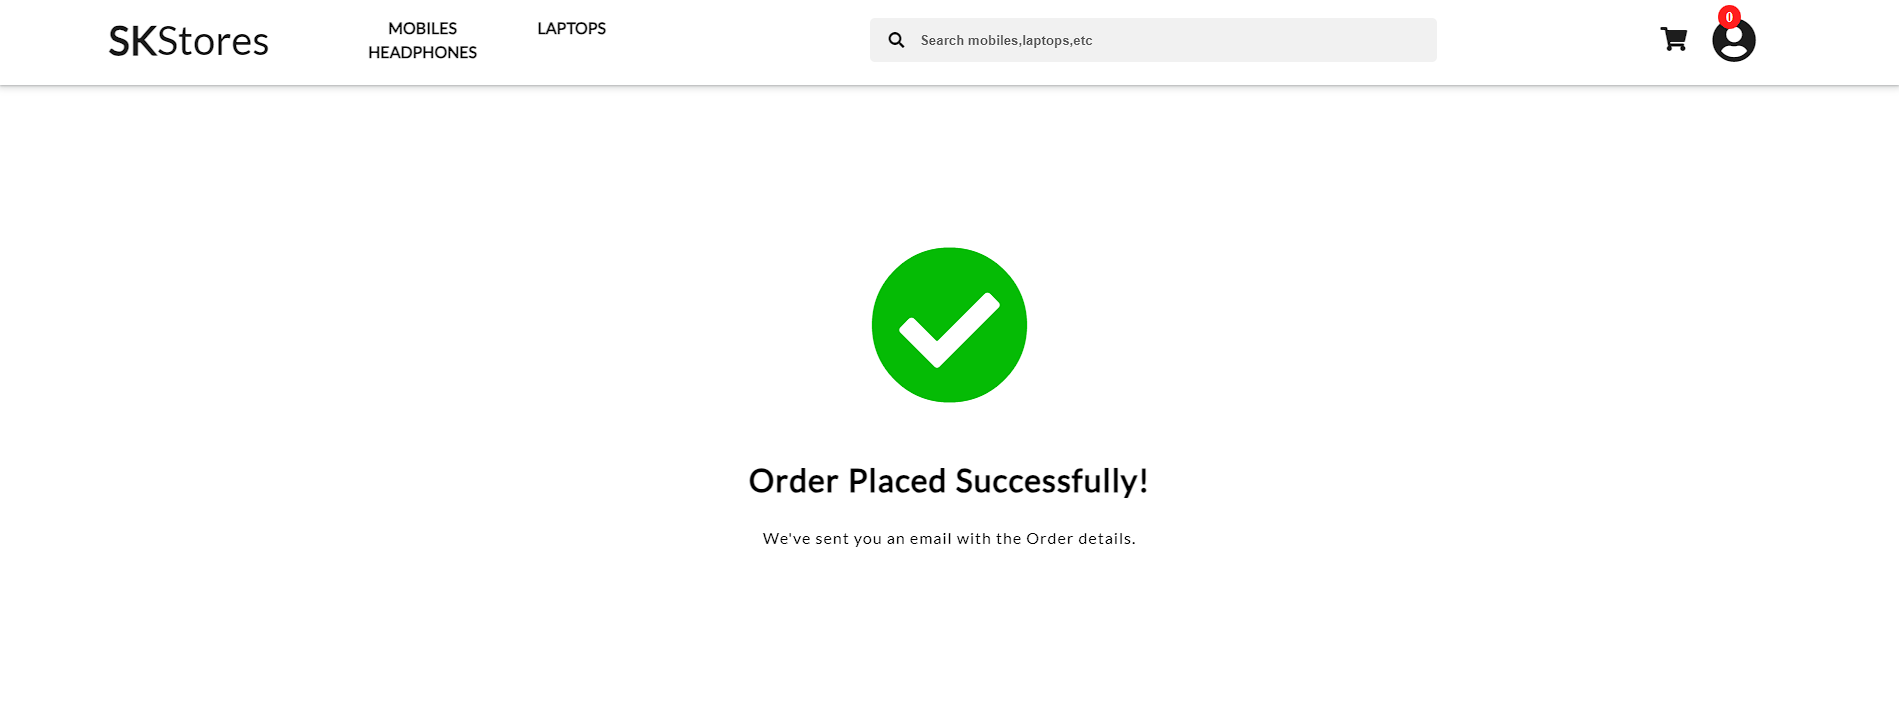 SKStores
MOBILES
LAPTOPS
HEADPHONES
Search mobiles,laptops,etc
0
Order Placed Successfully!
We've sent you an email with the Order details.